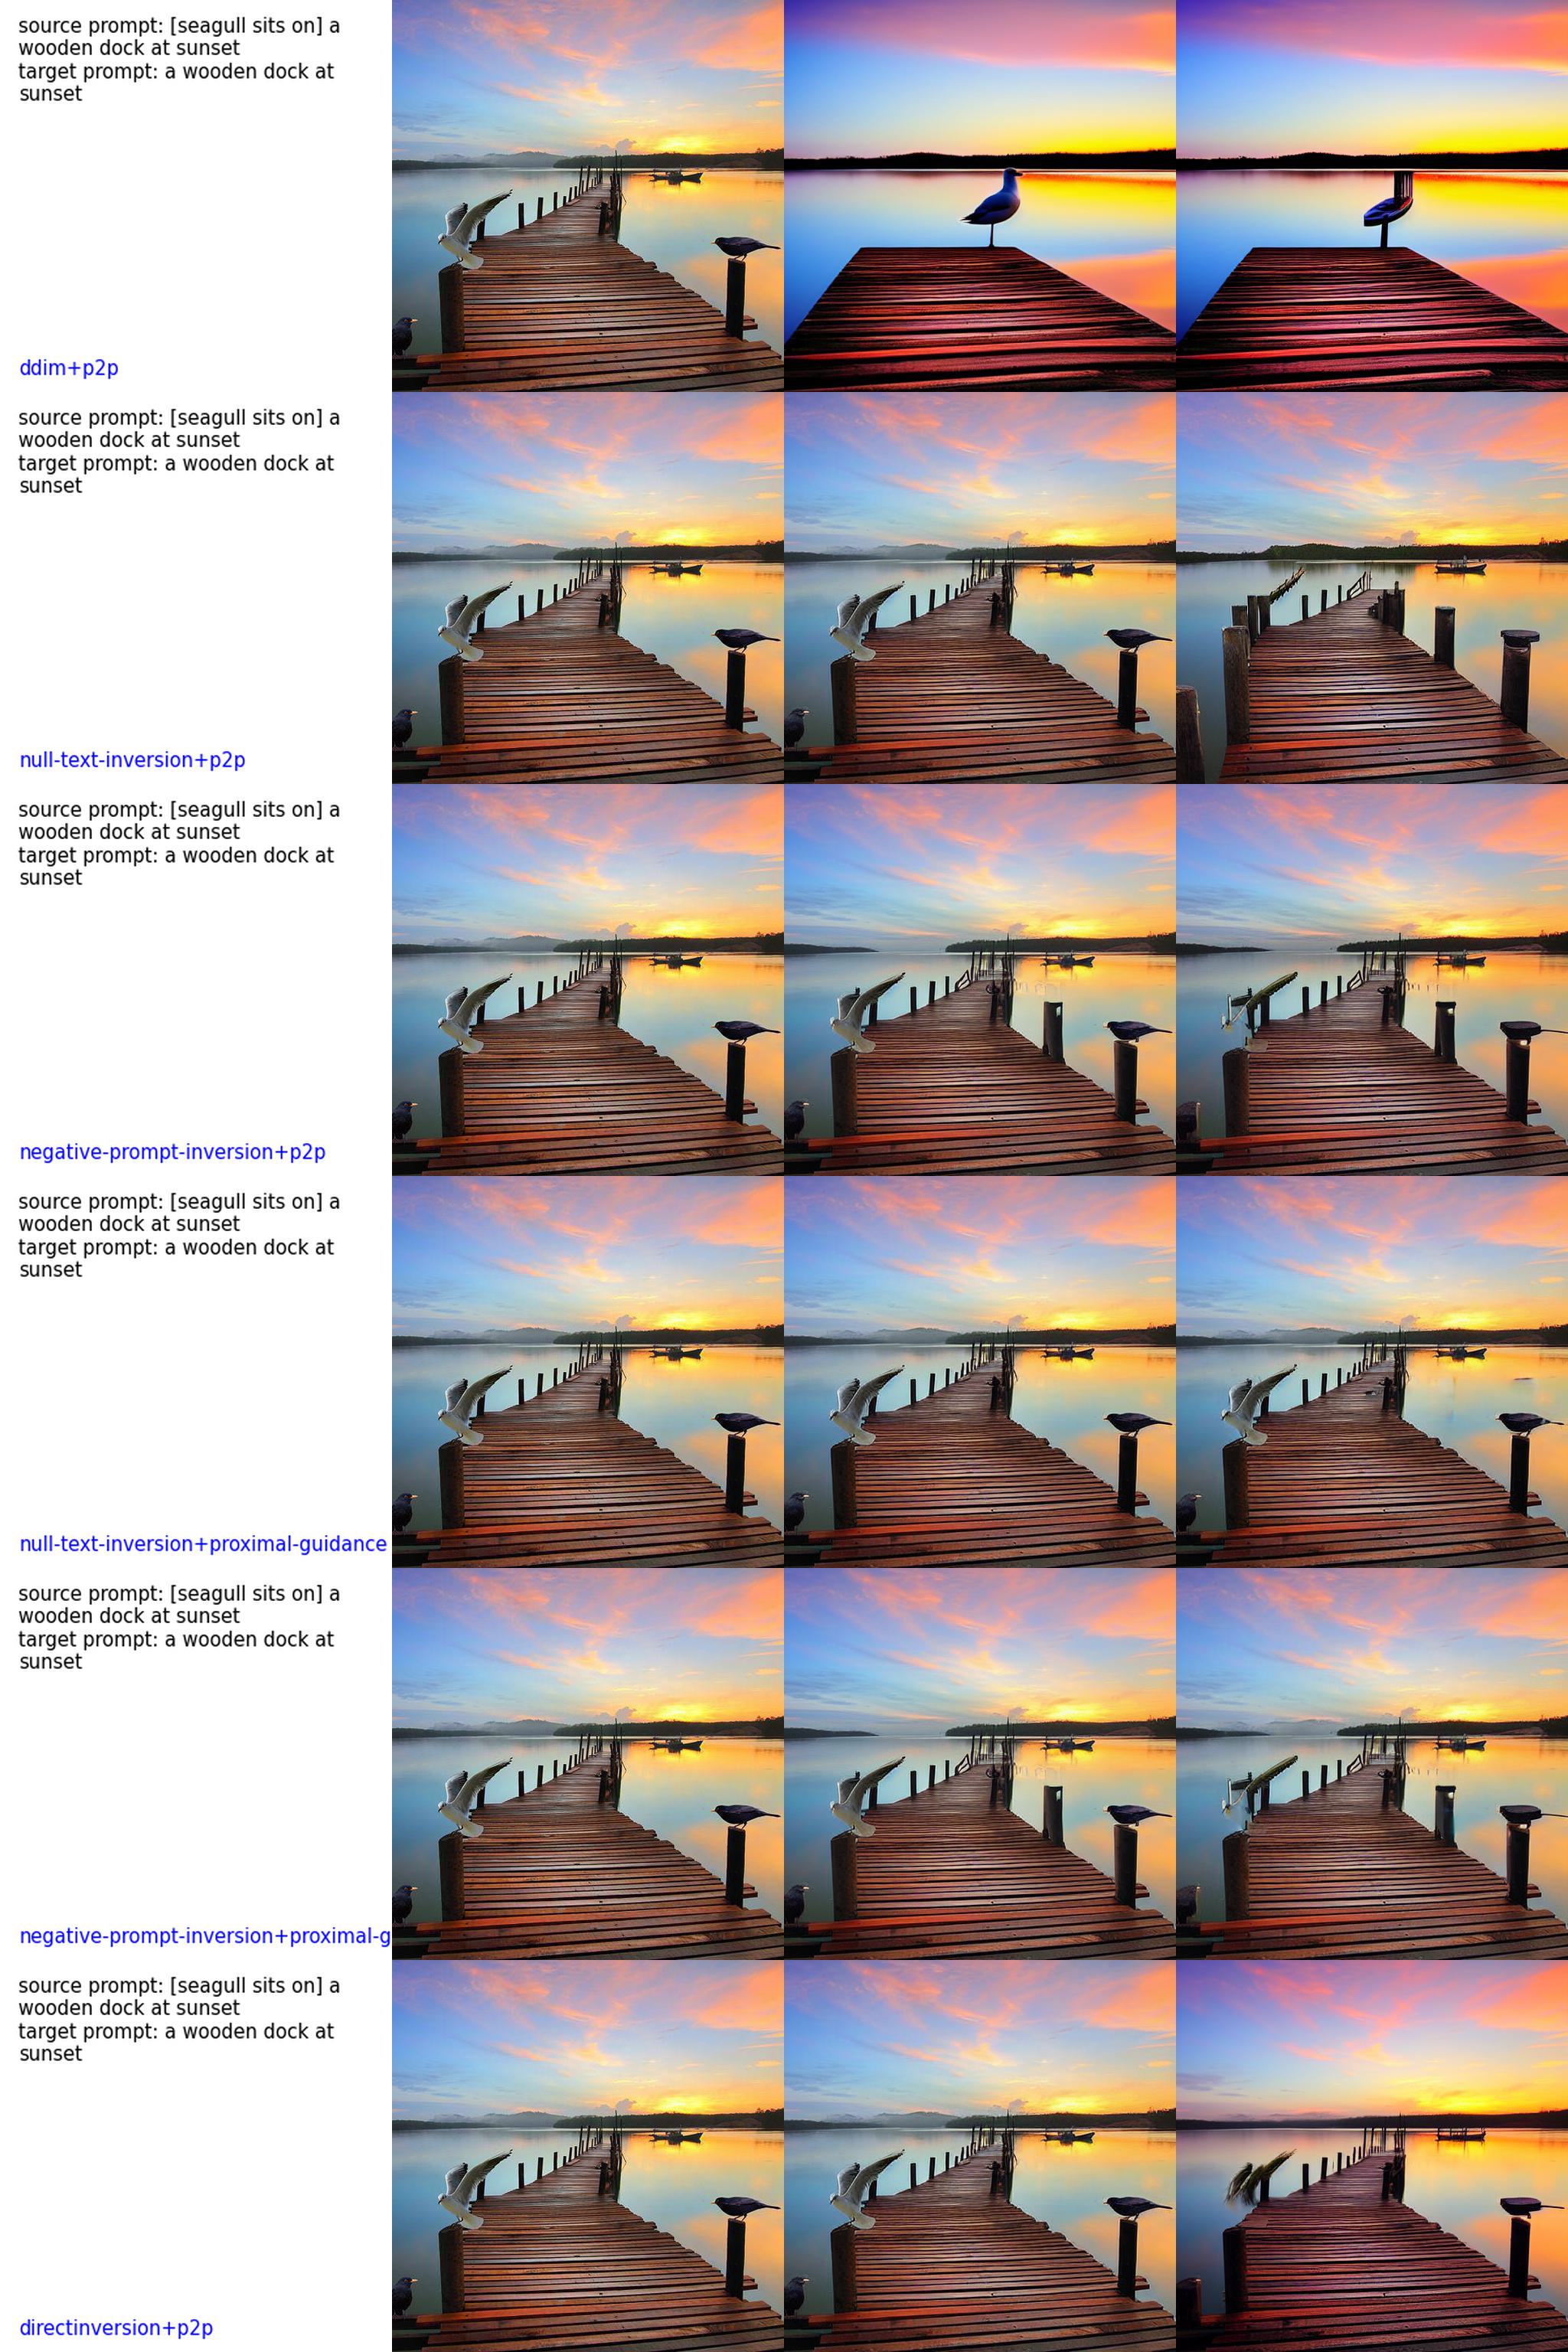 source prompt: [seagull sits on] a
wooden dock at sunset
target prompt: a wooden dock at
sunset
ddim+p2p
source prompt: [seagull sits on] a
wooden dock at sunset
target prompt: a wooden dock at
sunset
null-text-inversion+p2p
source prompt: [seagull sits on] a
wooden dock at sunset
target prompt: a wooden dock at
sunset
negative-prompt-inversion+p2p
source prompt: [seagull sits on] a
wooden dock at sunset
target prompt: a wooden dock at
sunset
null-text-inversion+proximal-guidance
source prompt: [seagull sits on] a
wooden dock at sunset
target prompt: a wooden dock at
sunset
negative-prompt-inversion+proximal-g
source prompt: [seagull sits on] a
wooden dock at sunset
target prompt: a wooden dock at
sunset
directinversion+p2p